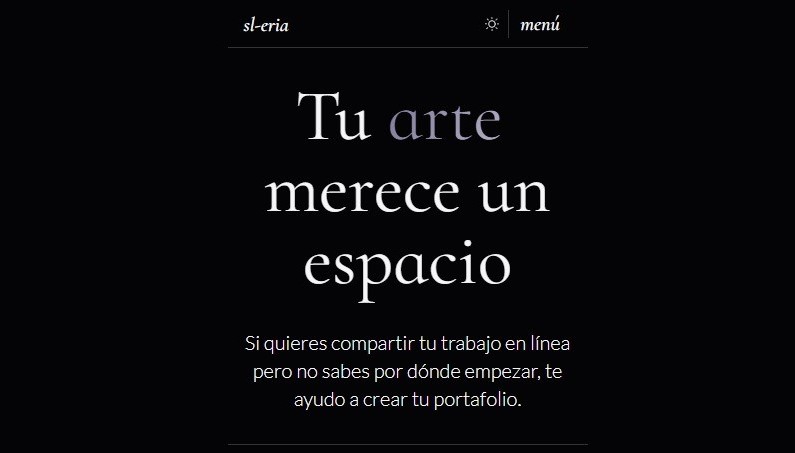 sl-eria
menú
Tu arte
merece un
espacio
Si quieres compartir tu trabajo en línea
pero no sabes por dónde empezar, te
ayudo a crear tu portafolio.